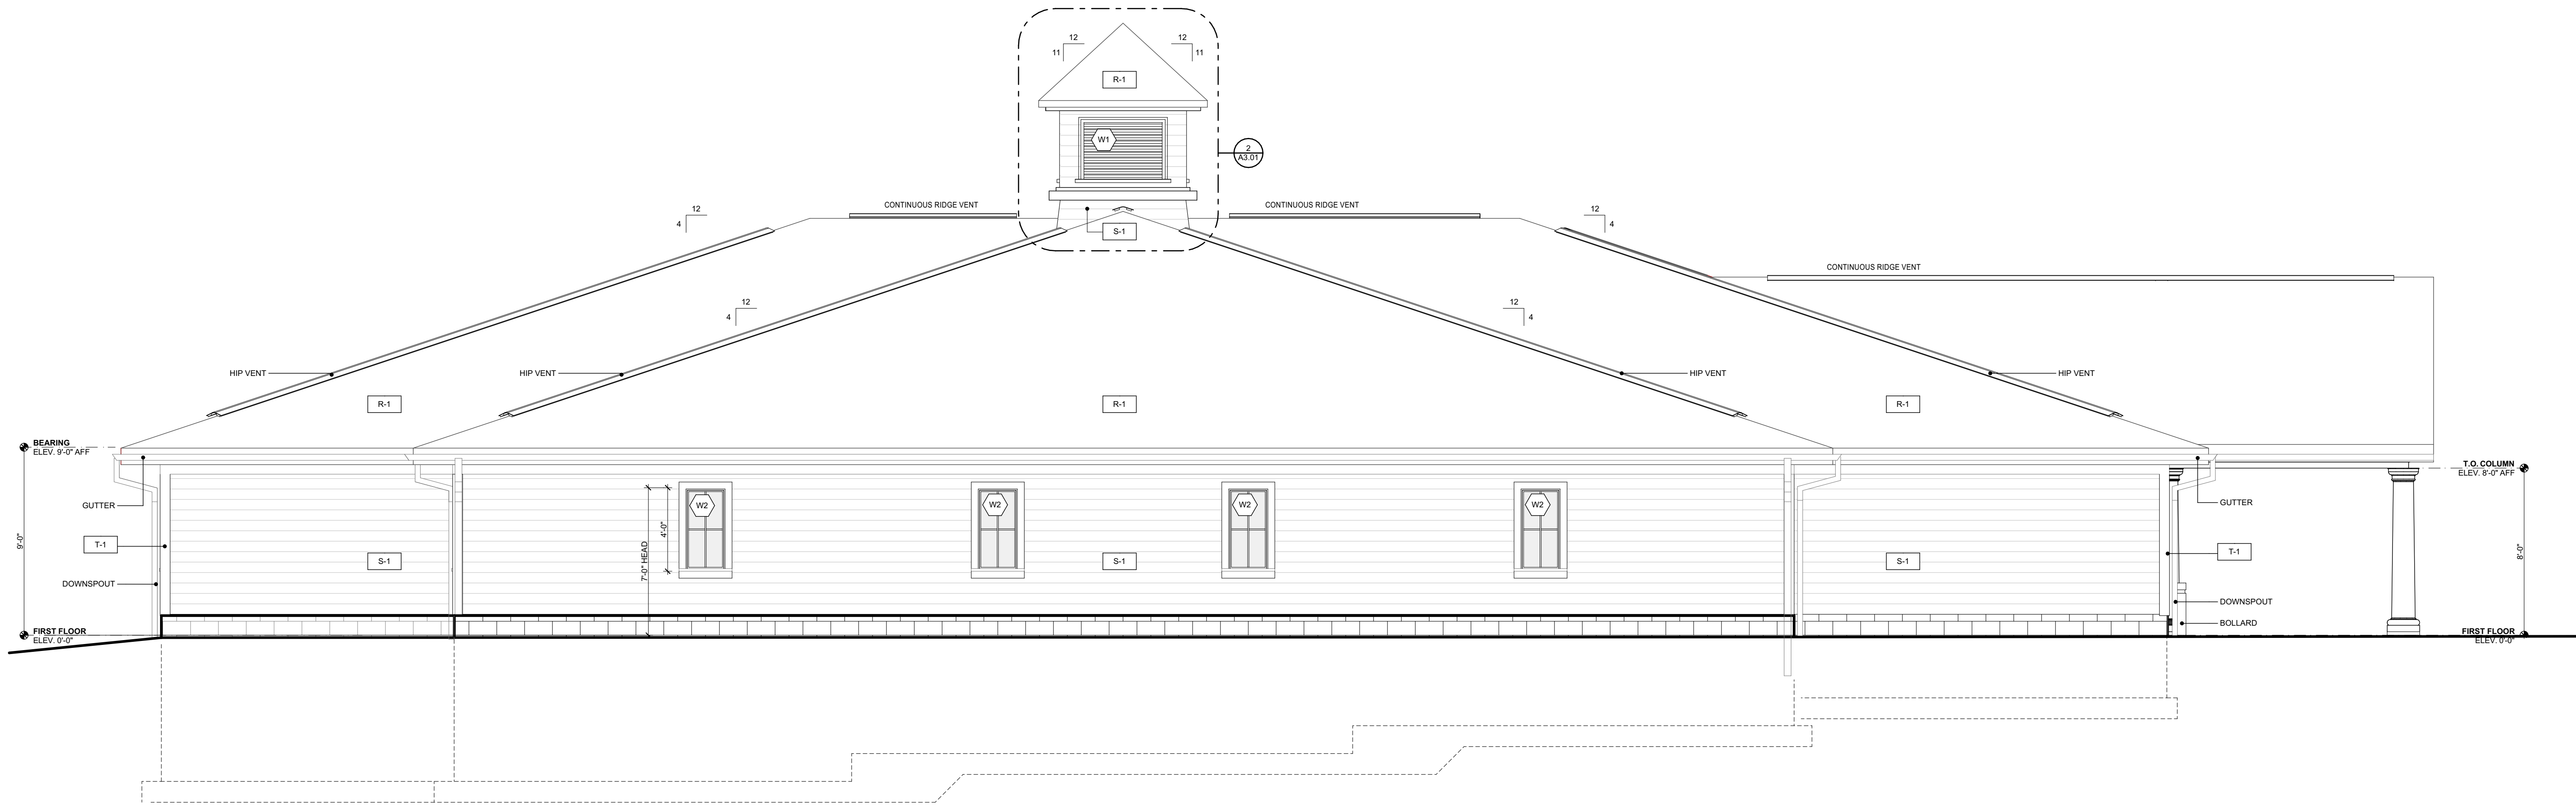 12
11
12
11
R-1
W1
2
A3.01
12
4
CONTINUOUS RIDGE VENT
CONTINUOUS RIDGE VENT
12
4
S-1
CONTINUOUS RIDGE VENT
12
4
12
4
HIP VENT
HIP VENT
HIP VENT
HIP VENT
R-1
R-1
R-1
BEARING
ELEV. 9'-0" AFF
T.O. COLUMN
ELEV. 8'-0" AFF
GUTTER
W2
W2
W2
W2
GUTTER
9'-0"
T-1
4'-0"
7'-0" HEAD
8'-0"
T-1
S-1
S-1
S-1
DOWNSPOUT
DOWNSPOUT
BOLLARD
FIRST FLOOR
ELEV. 0'-0"
FIRST FLOOR
ELEV. 0'-0"